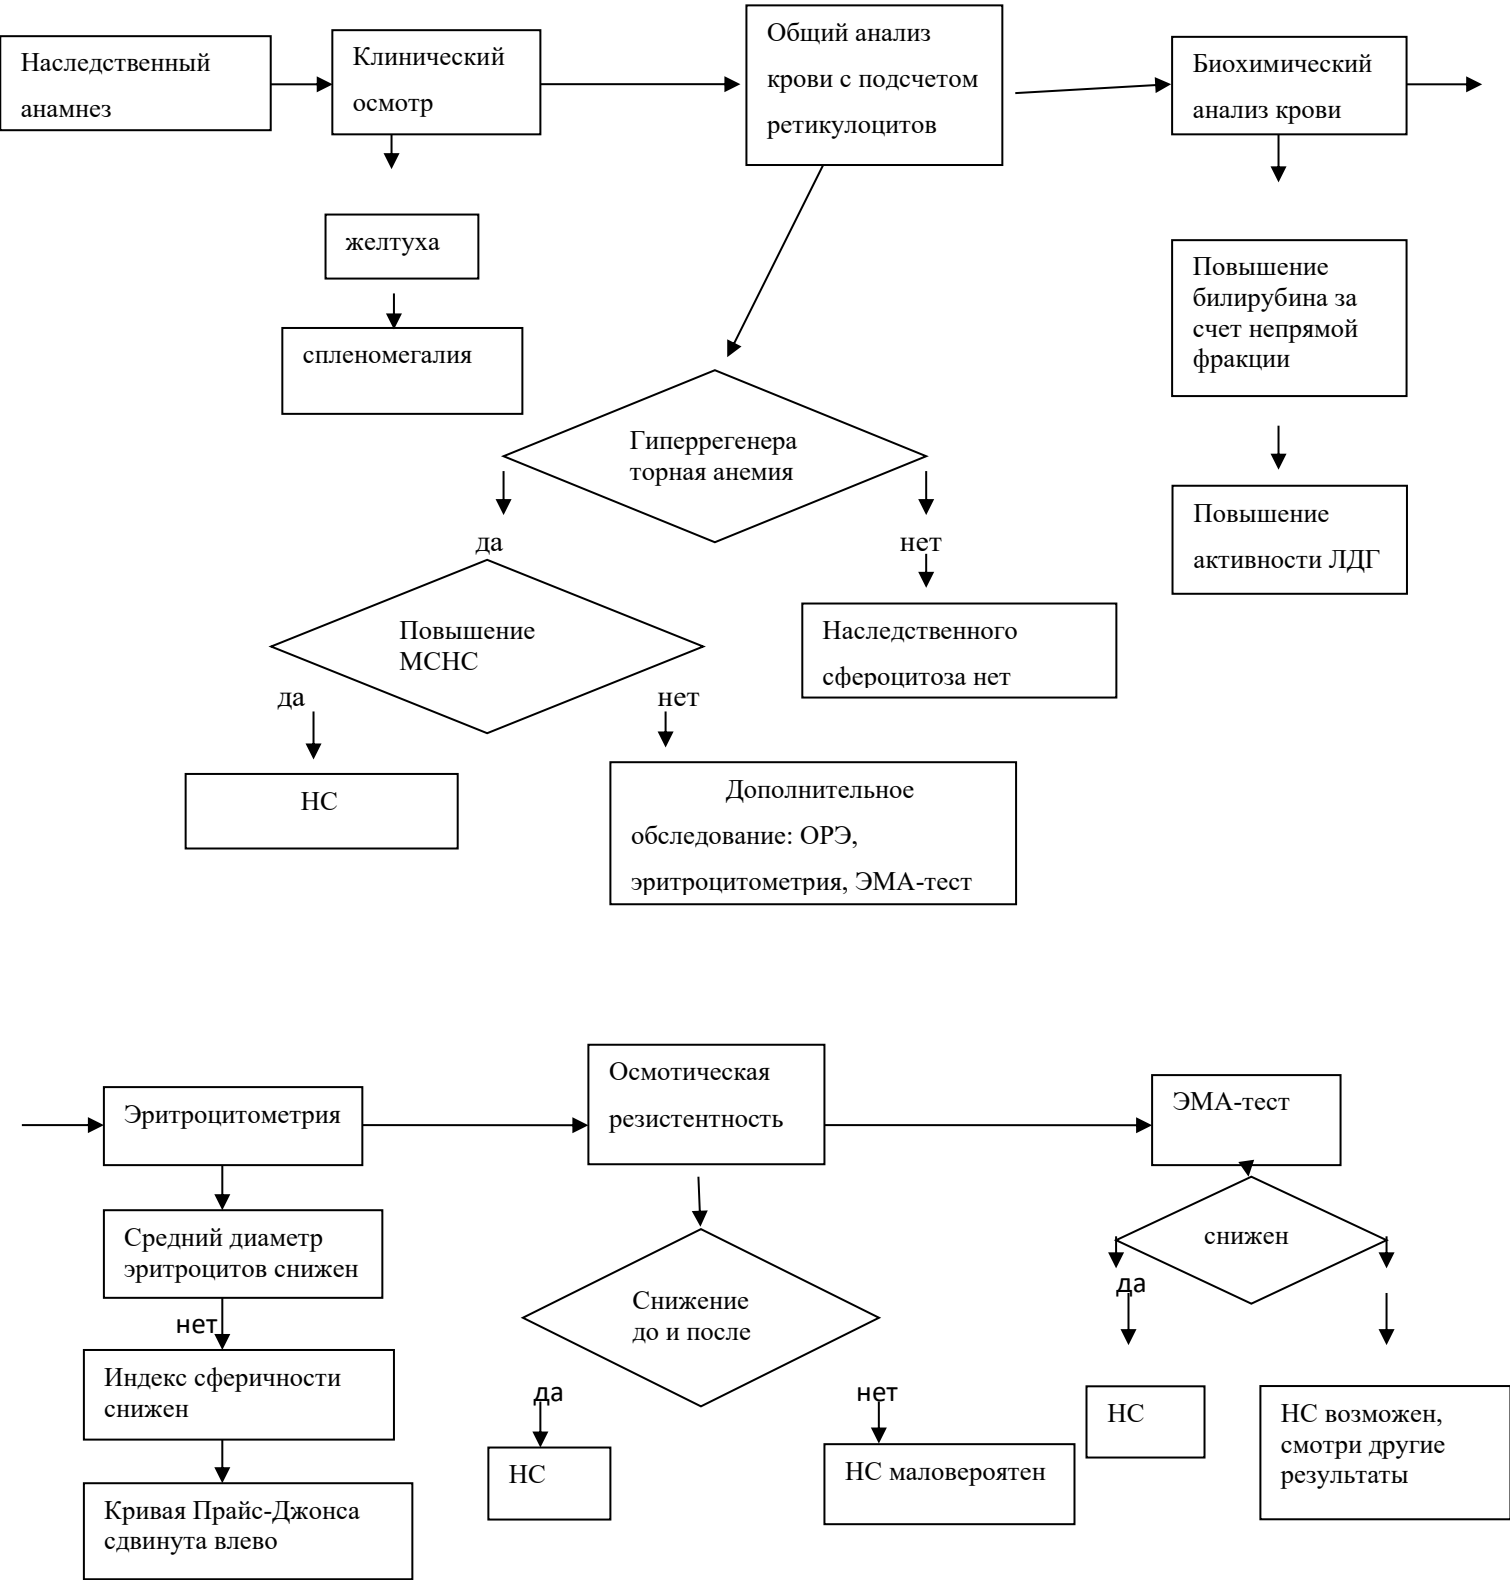 Наследственный
анамнез
Клинический
осмотр
Общий анализ
крови с подсчетом
ретикулоцитов
Биохимический
анализ крови
желтуха
спленомегалия
Повышение
билирубина за
счет непрямой
фракции
Гиперрегенера
торная анемия
Повышение
активности ЛДГ
да
нет
Повышение
МСНС
Наследственного
сфероцитоза нет
да
нет
НС
Дополнительное
обследование: ОРЭ,
эритроцитометрия, ЭМА-тест
Эритроцитометрия
Осмотическая
резистентность
ЭМА-тест
Средний диаметр
эритроцитов снижен
снижен
да
нет
Снижение
до и после
Индекс сферичности
снижен
да
нет
НС
НС возможен,
смотри другие
результаты
НС
НС маловероятен
Кривая Прайс-Джонса
сдвинута влево